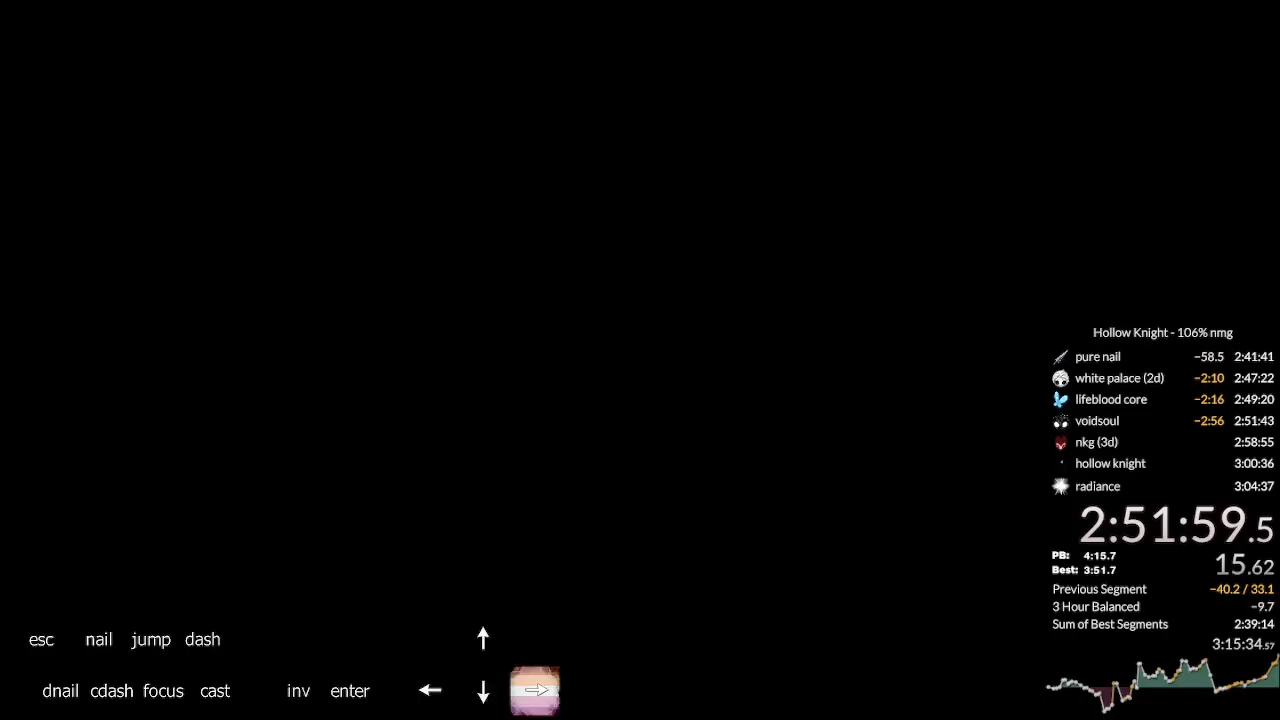 Hollow Knight - 106% nmg
pure nail −58.5 2:41:41
white palace (2d) −2:10 2:47:22
lifeblood core −2:16 2:49:20
voidsoul −2:56 2:51:43
nkg (3d) 2:58:55
hollow knight 3:00:36
radiance 3:04:37
2:51:59.5
PB: 4:15.7
Best: 3:51.7
15.62
Previous Segment −40.2 / 33.1
3 Hour Balanced −9.7
Sum of Best Segments 2:39:14
3:15:34.57
esc nail jump dash
dnail cdash focus cast inv enter